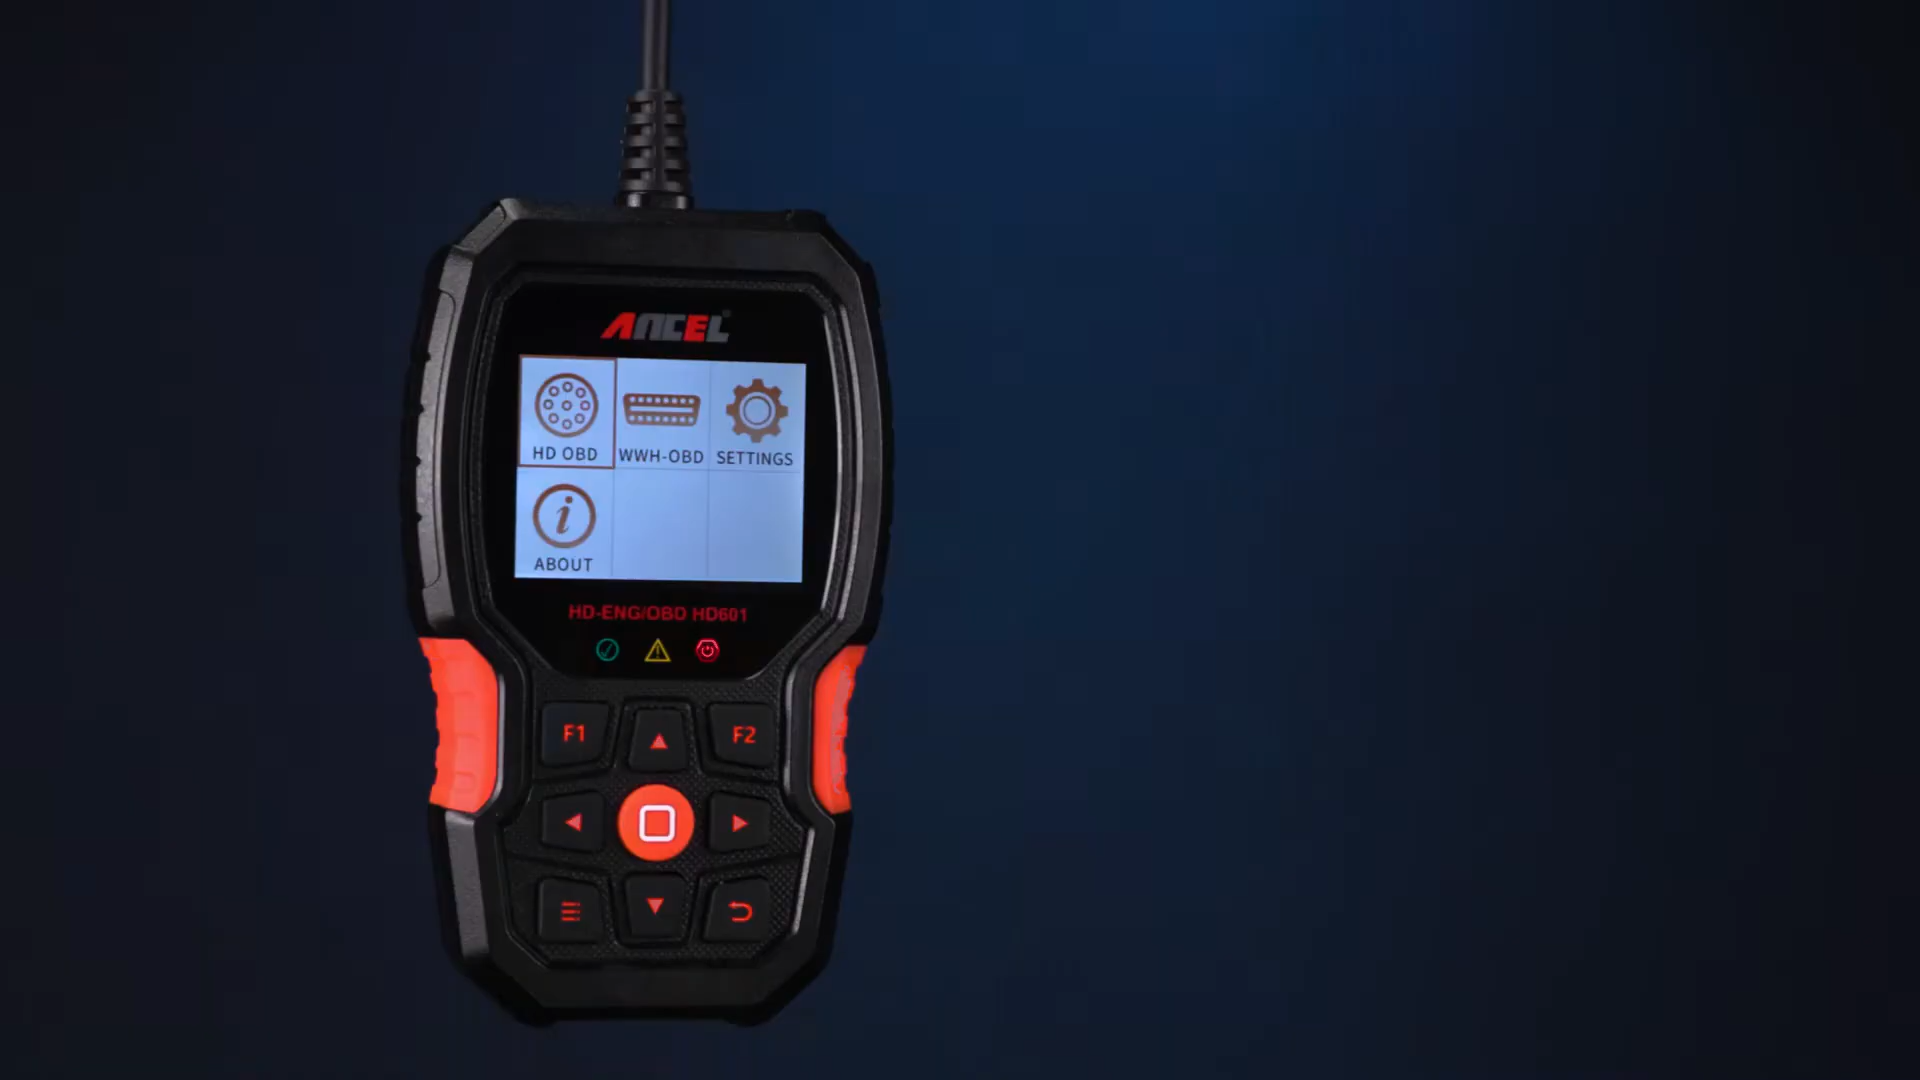 ANCEL®
HD OBD WWH-OBD SETTINGS
ABOUT
HD-ENG/OBD HD601
F1 F2